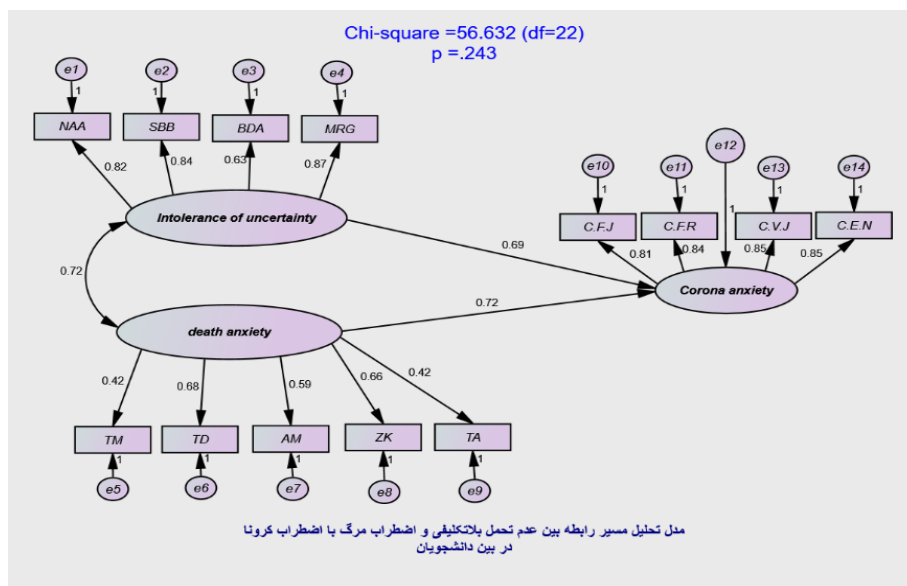 Chi-square =56.632 (df=22)
p =.243
e1 e2 e3 e4
1 1 1 1
NAA SBB BDA MRG
0.82 0.84 0.63 0.87
Intolerance of uncertainty
e10 e11 e12 e13 e14
1 1 1 1 1
C.F.J C.F.R C.V.J C.E.N
0.81 0.84 0.85 0.85
Corona anxiety
0.69
0.72
0.72
death anxiety
0.42 0.68 0.59 0.66 0.42
TM TD AM ZK TA
1 1 1 1 1
e5 e6 e7 e8 e9
مدل تحلیل مسیر رابطه بین عدم تحمل بلاتکلیفی و اضطراب مرگ با اضطراب کرونا
در بین دانشجویان